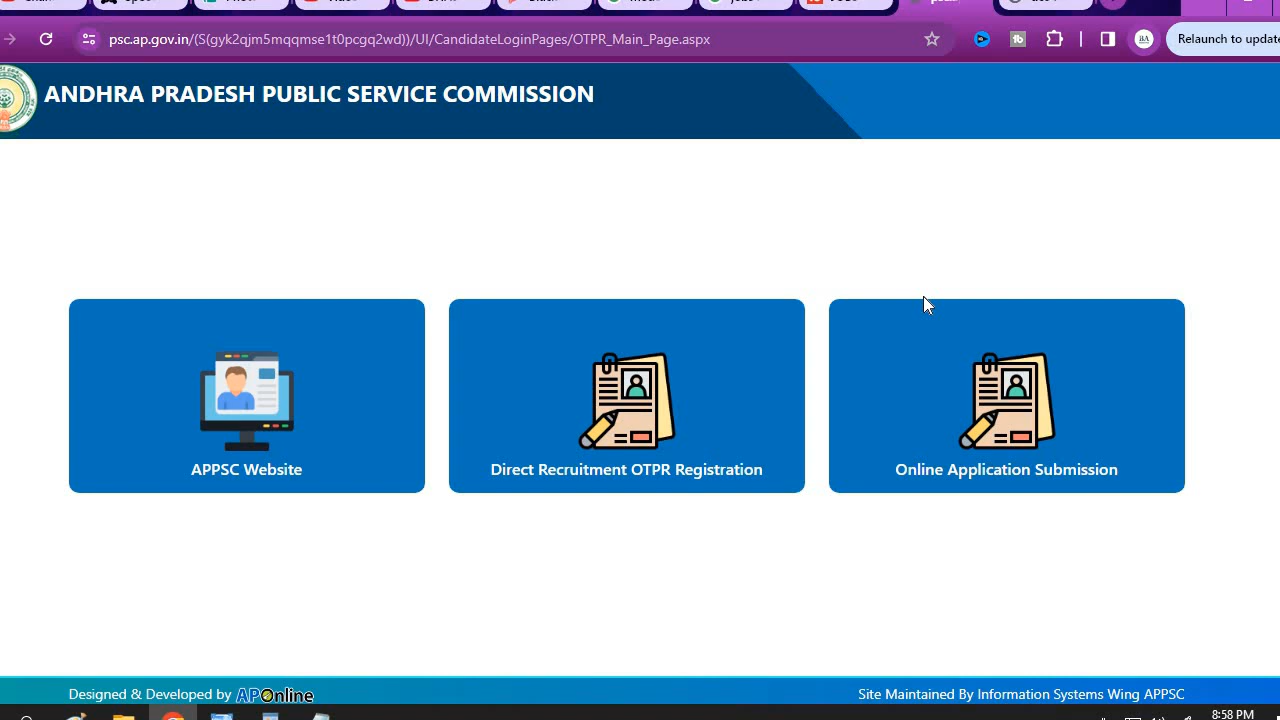 psc.ap.gov.in/(S(gyk2qjm5mqqmse1t0pcgq2wd))/UI/CandidateLoginPages/OTPR_Main_Page.aspx
BA
Relaunch to update
ANDHRA PRADESH PUBLIC SERVICE COMMISSION
APPSC Website
Direct Recruitment OTPR Registration
Online Application Submission
Designed & Developed by APOnline
Site Maintained By Information Systems Wing APPSC
8:58 PM